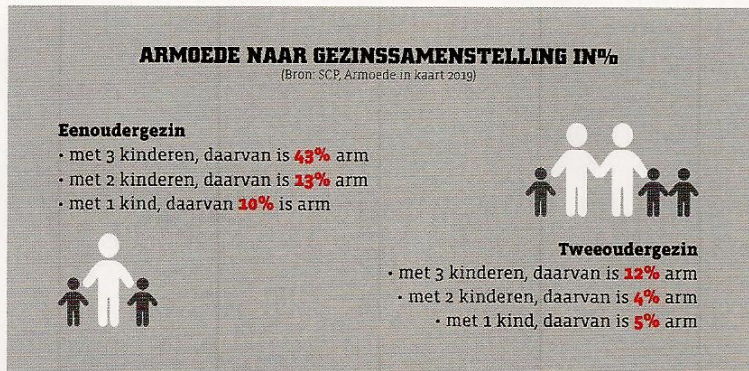 ARMOEDE NAAR GEZINSSAMENSTELLING IN%
(Bron: SCP, Armoede in kaart 2019)
Eenoudergezin
• met 3 kinderen, daarvan is 43% arm
• met 2 kinderen, daarvan is 13% arm
• met 1 kind, daarvan 10% is arm
Tweeoudergezin
• met 3 kinderen, daarvan is 12% arm
• met 2 kinderen, daarvan is 4% arm
• met 1 kind, daarvan is 5% arm